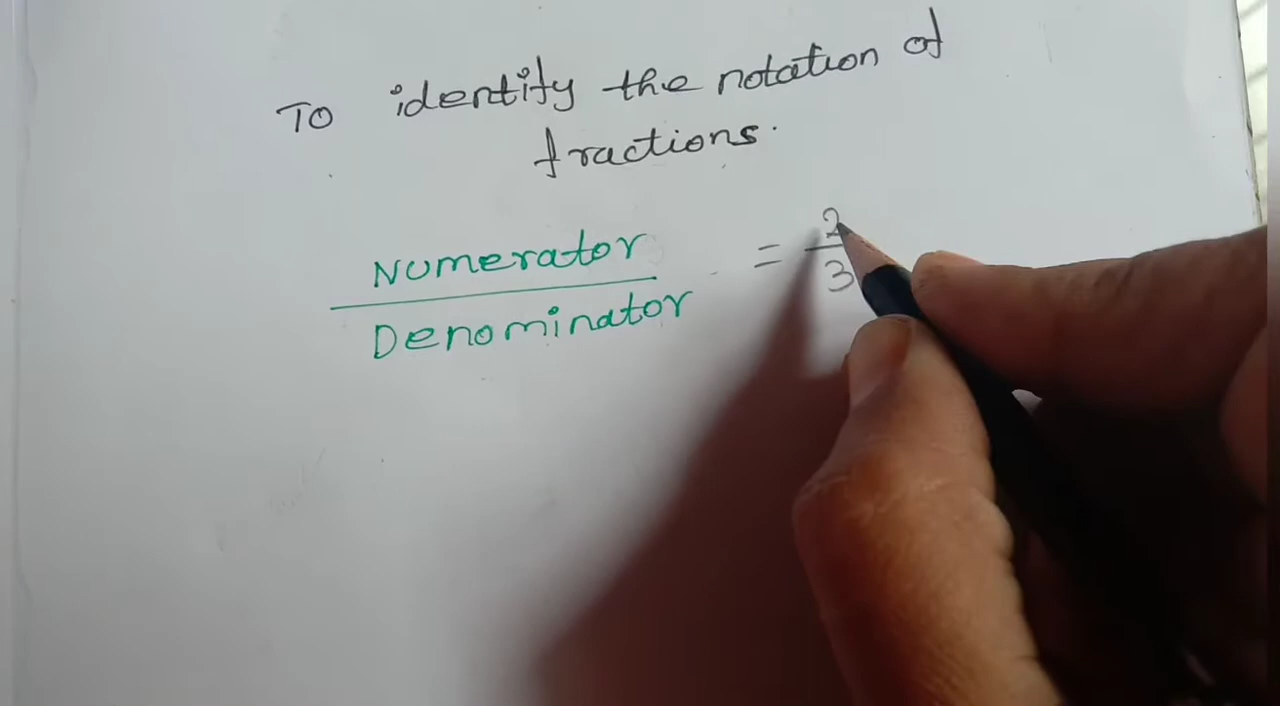 To identify the notation of
fractions.
Numerator
Denominator
= 2
3